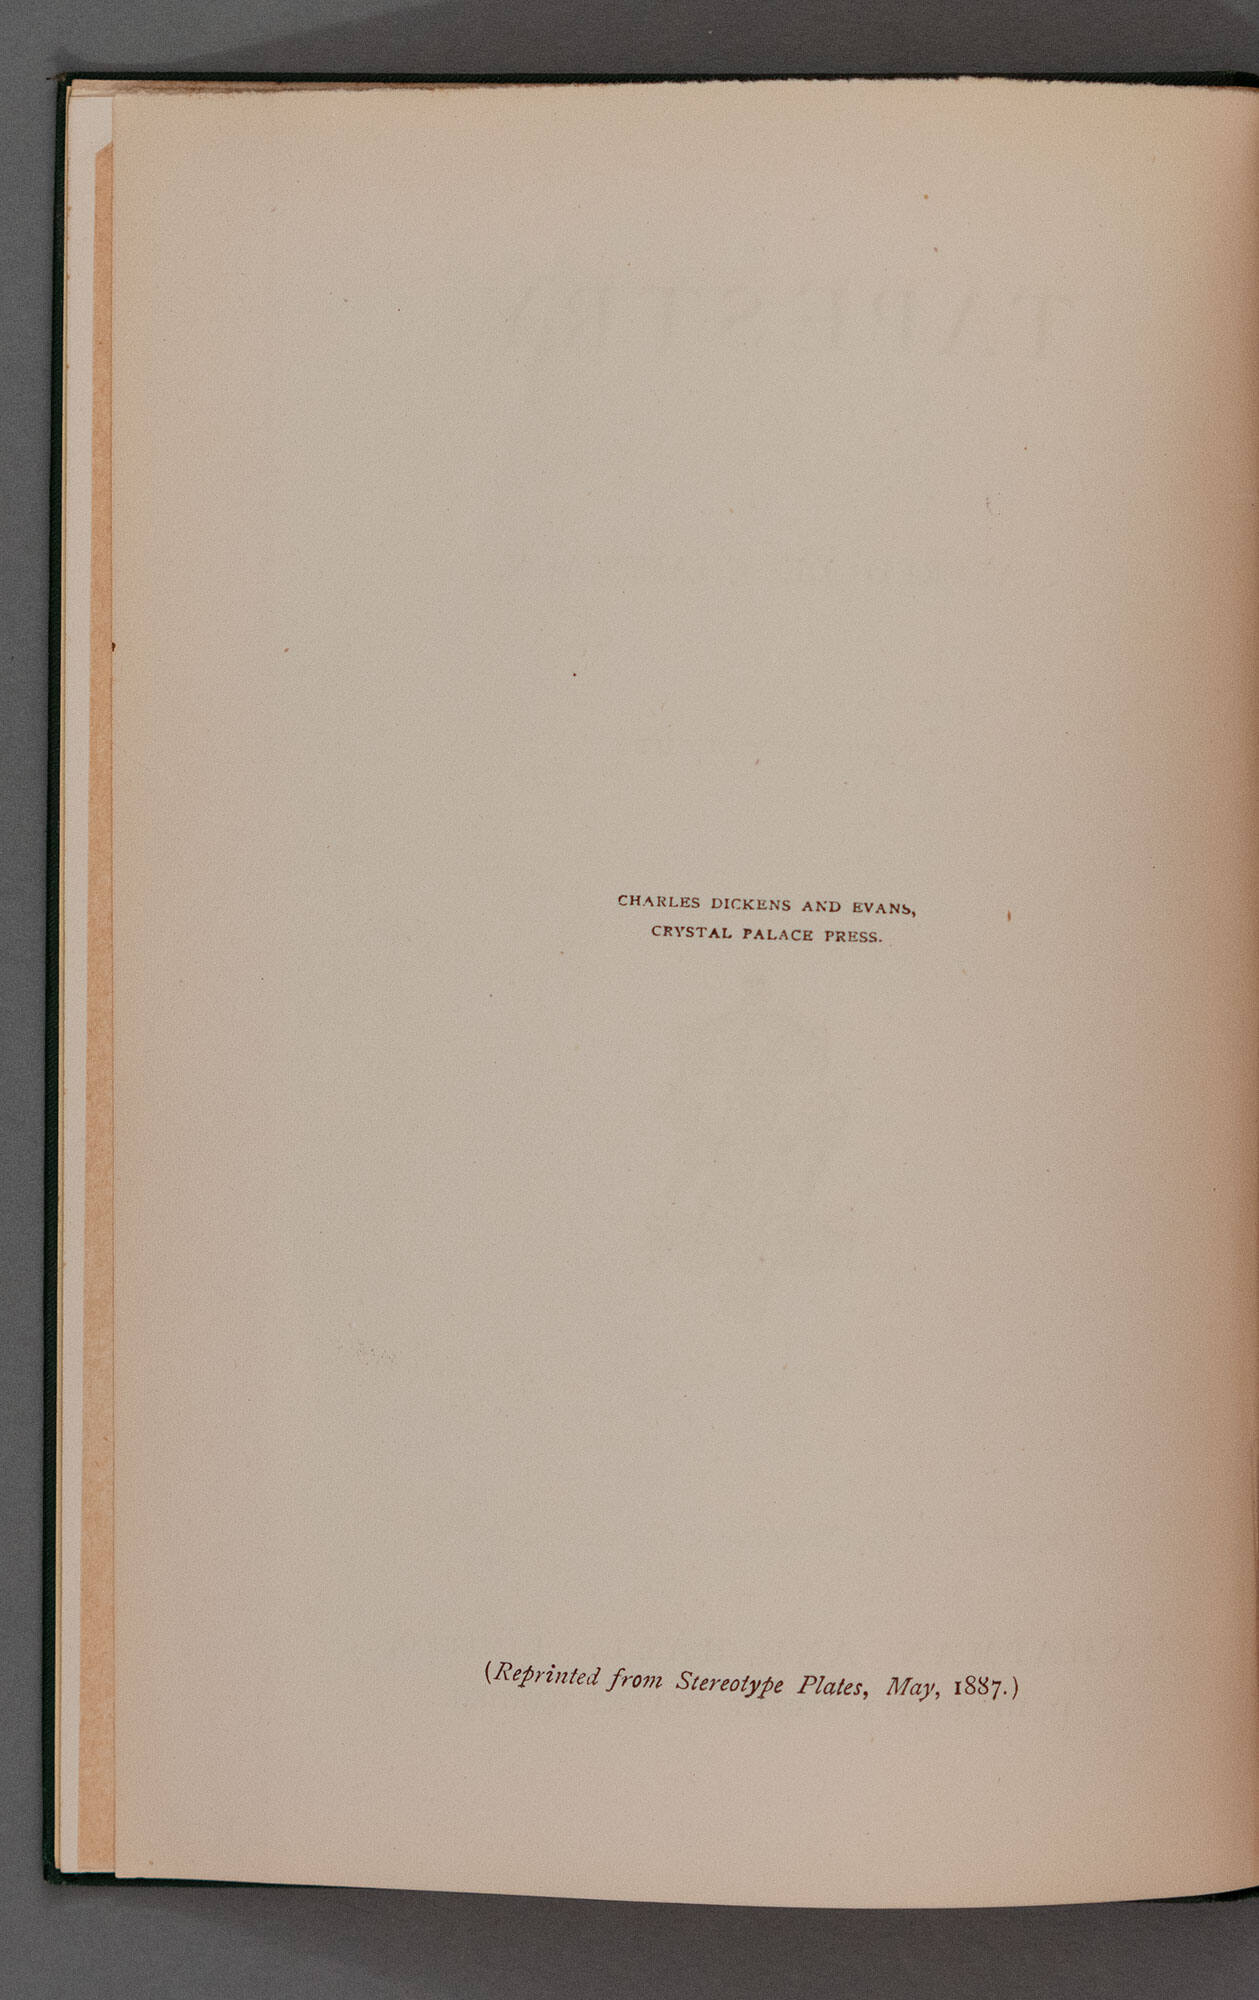 CHARLES DICKENS AND EVANS,
CRYSTAL PALACE PRESS.
(Reprinted from Stereotype Plates, May, 1887.)